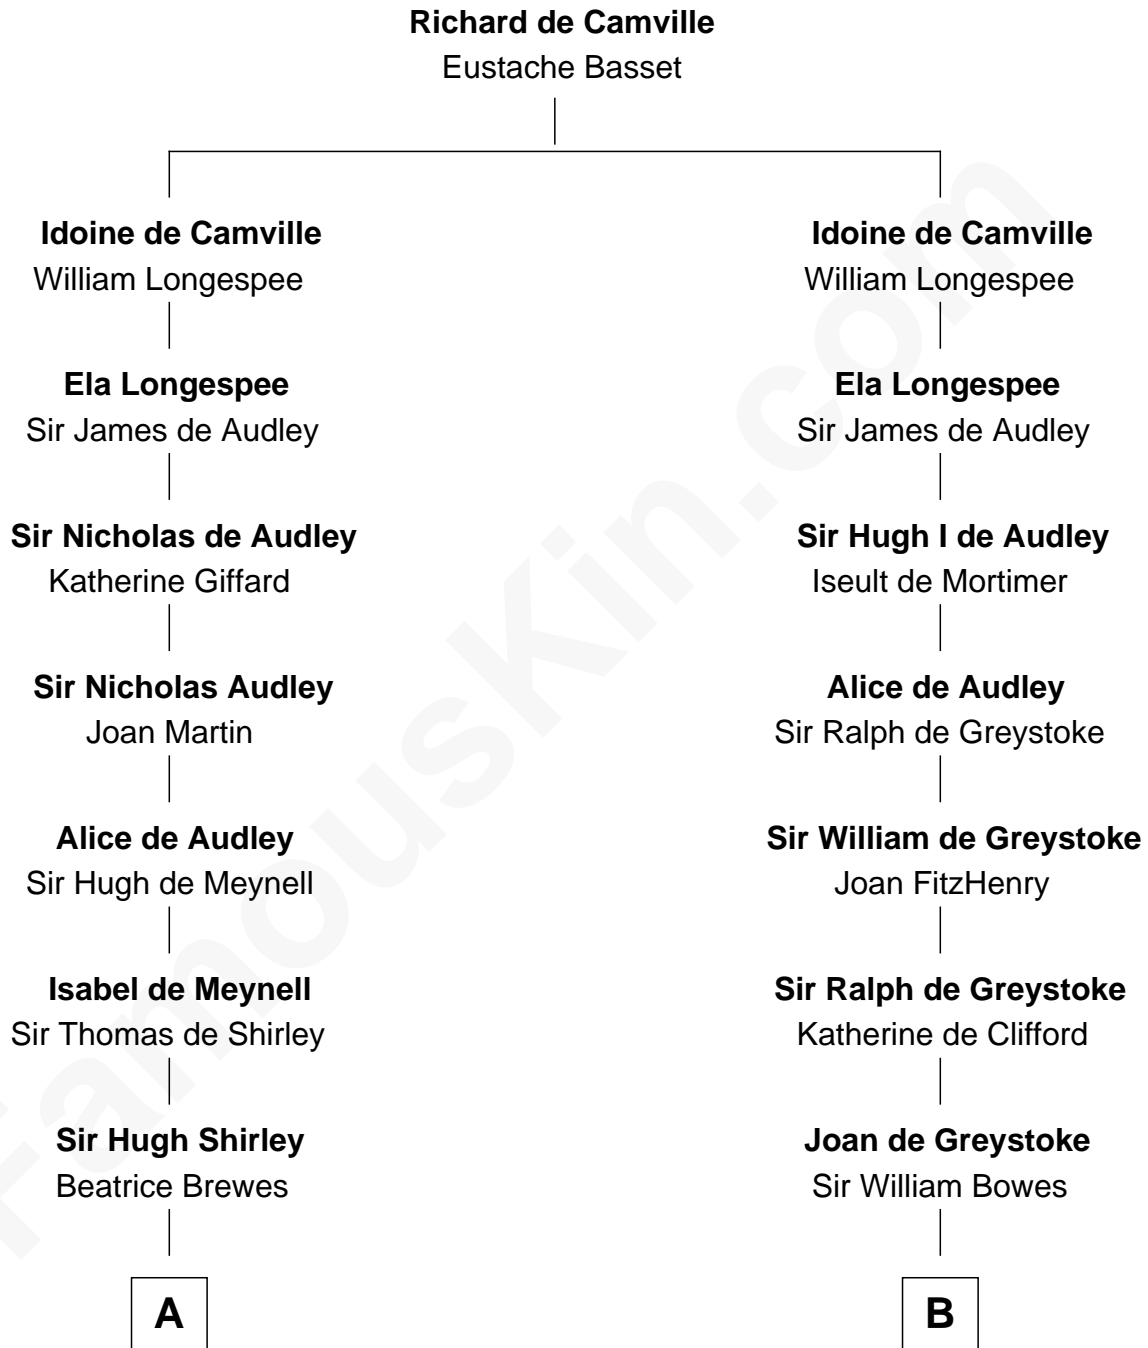 Richard de Camville
Eustache Basset
Idoine de Camville
William Longespee
Idoine de Camville
William Longespee
Ela Longespee
Sir James de Audley
Ela Longespee
Sir James de Audley
Sir Nicholas de Audley
Katherine Giffard
Sir Hugh I de Audley
Iseult de Mortimer
Sir Nicholas Audley
Joan Martin
Alice de Audley
Sir Ralph de Greystoke
Alice de Audley
Sir Hugh de Meynell
Sir William de Greystoke
Joan FitzHenry
Isabel de Meynell
Sir Thomas de Shirley
Sir Ralph de Greystoke
Katherine de Clifford
Sir Hugh Shirley
Beatrice Brewes
Joan de Greystoke
Sir William Bowes
A
B
FamousKin.com